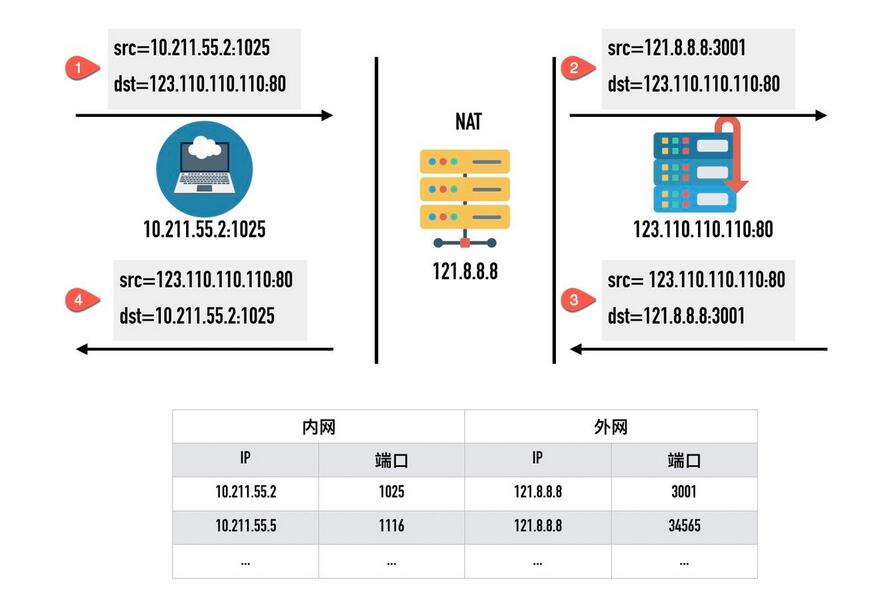 1
src=10.211.55.2:1025
dst=123.110.110.110:80
2
src=121.8.8.8:3001
dst=123.110.110.110:80
NAT
10.211.55.2:1025
123.110.110.110:80
121.8.8.8
4
src=123.110.110.110:80
dst=10.211.55.2:1025
3
src= 123.110.110.110:80
dst=121.8.8.8:3001
内网 外网
IP 端口 IP 端口
10.211.55.2 1025 121.8.8.8 3001
10.211.55.5 1116 121.8.8.8 34565
... ... ... ...